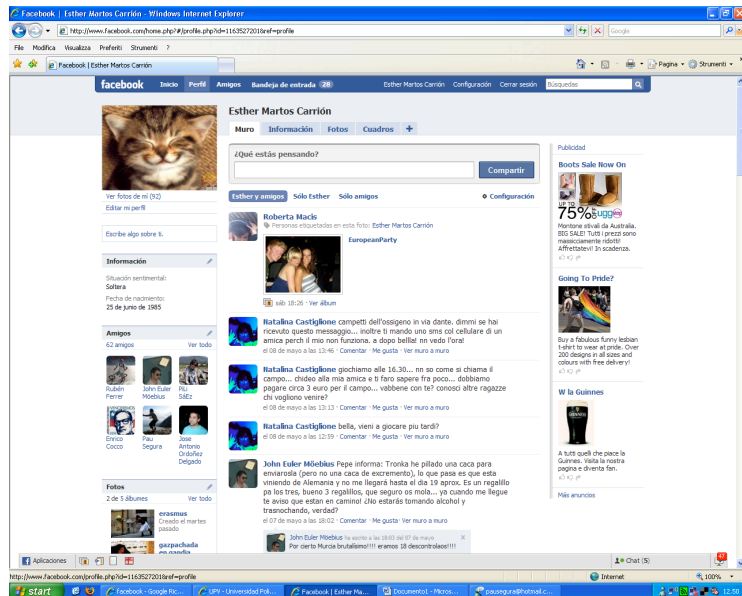 Facebook | Esther Martos Carrión - Windows Internet Explorer
http://www.facebook.com/home.php?#/profile.php?id=1163527201&ref=profile
Google
File Modifica Visualizza Preferiti Strumenti ?
Facebook | Esther Martos Carrión
Pagina Strumenti
facebook Inicio Perfil Amigos Bandeja de entrada 28 Esther Martos Carrión Configuración Cerrar sesión Búsquedas
Esther Martos Carrión
Muro Información Fotos Cuadros +
¿Qué estás pensando?
Compartir
Esther y amigos Sólo Esther Sólo amigos Configuración
Ver fotos de mí (92)
Editar mi perfil
Escribe algo sobre ti.
Información
Situación sentimental:
Soltera
Fecha de nacimiento:
25 de junio de 1985
Amigos
62 amigos Ver todo
Rubén Ferrer
John Euler Möebius
PiLi SáEz
Enrico Cocco
Pau Segura
Jose Antonio Ordoñez Delgado
Fotos
2 de 5 álbumes Ver todo
erasmus
Creado el martes
pasado
gazpachada
en gandia
Roberta Macis
Personas etiquetadas en esta foto: Esther Martos Carrión
EuropeanParty
sáb 18:26 · Ver álbum
Natalina Castiglione campetti dell'ossigeno in via dante. dimmi se hai
ricevuto questo messaggio... inoltre ti mando uno sms col cellulare di un
amica perch il mio non funziona. a dopo bella! nn vedo l'ora!
el 08 de mayo a las 13:46 · Comentar · Me gusta · Ver muro a muro
Natalina Castiglione giochiamo alle 16.30... nn so come si chiama il
campo... chideo alla mia amica e ti faro sapere fra poco... dobbiamo
pagare circa 3 euro per il campo... vabbene con te? conosci altre ragazze
chi vogliono venire?
el 08 de mayo a las 13:13 · Comentar · Me gusta · Ver muro a muro
Natalina Castiglione bella, vieni a giocare piu tardi?
el 08 de mayo a las 12:59 · Comentar · Me gusta · Ver muro a muro
John Euler Möebius Pepe informa: Tronka he pillado una caca para
enviarosla (pero no una caca de excremento), lo que pasa es que esta
viniendo de Alemania y no me llegará hasta el dia 19 aprox. Es un regalillo
pa los tres, bueno 3 regalillos, que seguro os mola... ya cuando me llegue
te aviso que estan en camino! ¿No estarás tomando alcohol y
trasnochando, verdad?
el 07 de mayo a las 18:02 · Comentar · Me gusta · Ver muro a muro
John Euler Möebius ha escrito a las 18:03 del 07 de mayo
Por cierto Murcia brutalisimo!!!! eramos 18 descontrolaos!!!!
Publicidad
Boots Sale Now On
UP TO
75% ugg
Montone stivali da Australia.
BIG SALE! Tutti i prezzi sono
massicciamente ridotti!
Affrettatevi! In scadenza.
Going To Pride?
Buy a fabulous funny lesbian
t-shirt to wear at pride. Over
200 designs in all sizes and
colours with free delivery!
W la Guinnes
GUINNESS
A tutti quelli che piace la
Guinnes. Visita la nostra
pagina e diventa fan.
Más anuncios
Aplicaciones Chat (5)
http://www.facebook.com/profile.php?id=1163527201&ref=profile Internet 100%
start facebook - Google Ric... UPV - Universidad Poli... Facebook | Esther Ma... Documento1 - Micros... pausegura@hotmail.c... 12.50